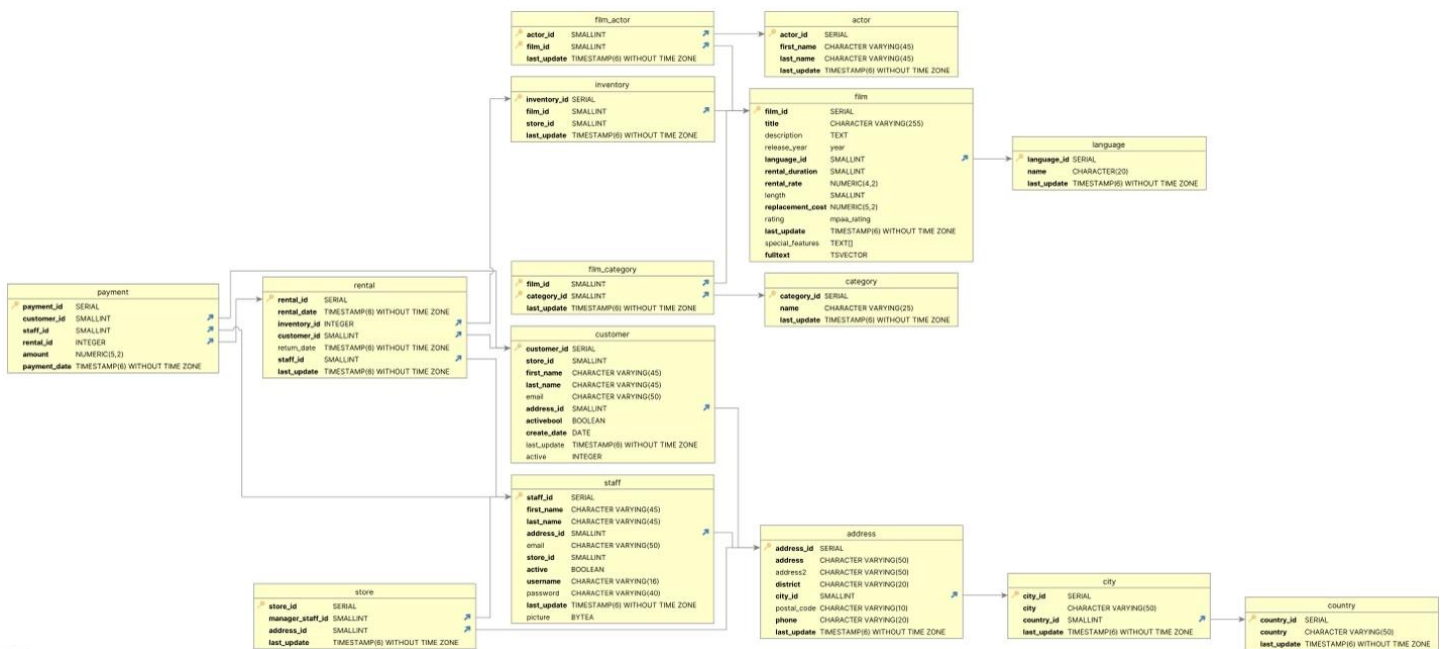 film_actor
actor_id SMALLINT
film_id SMALLINT
last_update TIMESTAMP(6) WITHOUT TIME ZONE
actor
actor_id SERIAL
first_name CHARACTER VARYING(45)
last_name CHARACTER VARYING(45)
last_update TIMESTAMP(6) WITHOUT TIME ZONE
inventory
inventory_id SERIAL
film_id SMALLINT
store_id SMALLINT
last_update TIMESTAMP(6) WITHOUT TIME ZONE
film
film_id SERIAL
title CHARACTER VARYING(255)
description TEXT
release_year year
language_id SMALLINT
rental_duration SMALLINT
rental_rate NUMERIC(4,2)
length SMALLINT
replacement_cost NUMERIC(5,2)
rating mpaa_rating
last_update TIMESTAMP(6) WITHOUT TIME ZONE
special_features TEXT[]
fulltext TSVECTOR
language
language_id SERIAL
name CHARACTER(20)
last_update TIMESTAMP(6) WITHOUT TIME ZONE
film_category
film_id SMALLINT
category_id SMALLINT
last_update TIMESTAMP(6) WITHOUT TIME ZONE
category
category_id SERIAL
name CHARACTER VARYING(25)
last_update TIMESTAMP(6) WITHOUT TIME ZONE
payment
payment_id SERIAL
customer_id SMALLINT
staff_id SMALLINT
rental_id INTEGER
amount NUMERIC(5,2)
payment_date TIMESTAMP(6) WITHOUT TIME ZONE
rental
rental_id SERIAL
rental_date TIMESTAMP(6) WITHOUT TIME ZONE
inventory_id INTEGER
customer_id SMALLINT
return_date TIMESTAMP(6) WITHOUT TIME ZONE
staff_id SMALLINT
last_update TIMESTAMP(6) WITHOUT TIME ZONE
customer
customer_id SERIAL
store_id SMALLINT
first_name CHARACTER VARYING(45)
last_name CHARACTER VARYING(45)
email CHARACTER VARYING(50)
address_id SMALLINT
activebool BOOLEAN
create_date DATE
last_update TIMESTAMP(6) WITHOUT TIME ZONE
active INTEGER
staff
staff_id SERIAL
first_name CHARACTER VARYING(45)
last_name CHARACTER VARYING(45)
address_id SMALLINT
email CHARACTER VARYING(50)
store_id SMALLINT
active BOOLEAN
username CHARACTER VARYING(16)
password CHARACTER VARYING(40)
last_update TIMESTAMP(6) WITHOUT TIME ZONE
picture BYTEA
store
store_id SERIAL
manager_staff_id SMALLINT
address_id SMALLINT
last_update TIMESTAMP(6) WITHOUT TIME ZONE
address
address_id SERIAL
address CHARACTER VARYING(50)
address2 CHARACTER VARYING(50)
district CHARACTER VARYING(20)
city_id SMALLINT
postal_code CHARACTER VARYING(10)
phone CHARACTER VARYING(20)
last_update TIMESTAMP(6) WITHOUT TIME ZONE
city
city_id SERIAL
city CHARACTER VARYING(50)
country_id SMALLINT
last_update TIMESTAMP(6) WITHOUT TIME ZONE
country
country_id SERIAL
country CHARACTER VARYING(50)
last_update TIMESTAMP(6) WITHOUT TIME ZONE